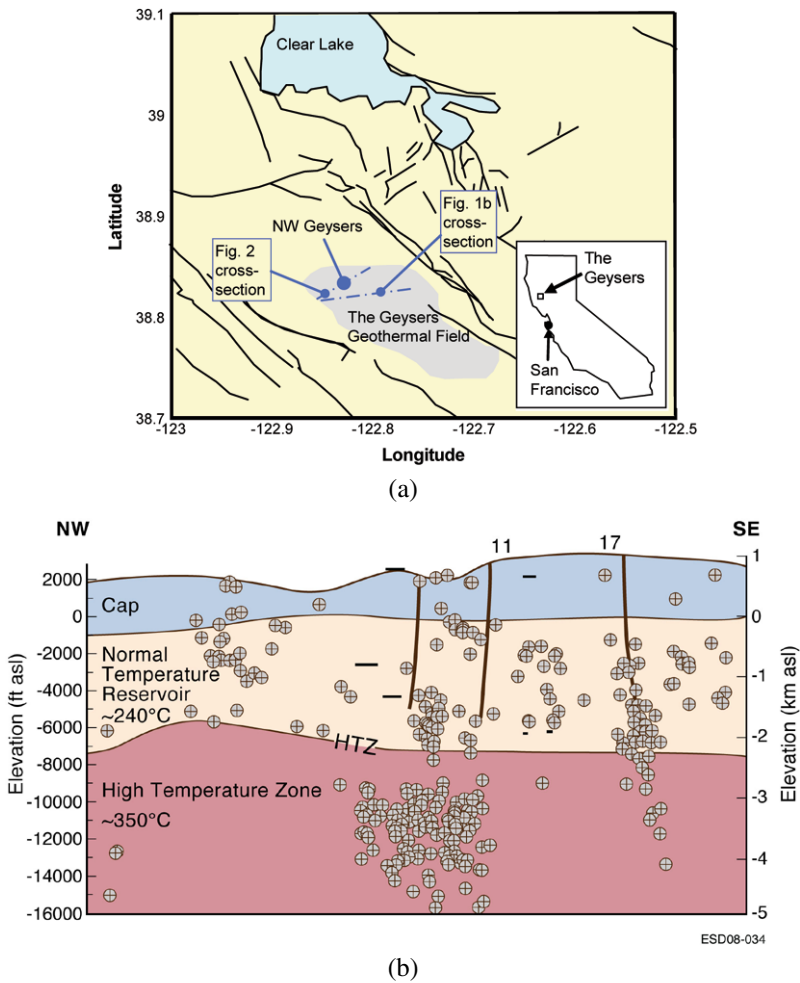 39.1
Clear Lake
39
Latitude
38.9
Fig. 1b
cross-
section
NW Geysers
Fig. 2
cross-
section
The
Geysers
38.8
The Geysers
Geothermal Field
San
Francisco
38.7
-123
-122.9
-122.8
-122.7
-122.6
-122.5
Longitude
(a)
NW
SE
11
17
Elevation (ft asl)
2000
0
-2000
-4000
-6000
-8000
-10000
-12000
-14000
-16000
Cap
Normal
Temperature
Reservoir
~240°C
HTZ
High Temperature Zone
~350°C
1
0
-1
-2
-3
-4
-5
Elevation (km asl)
ESD08-034
(b)